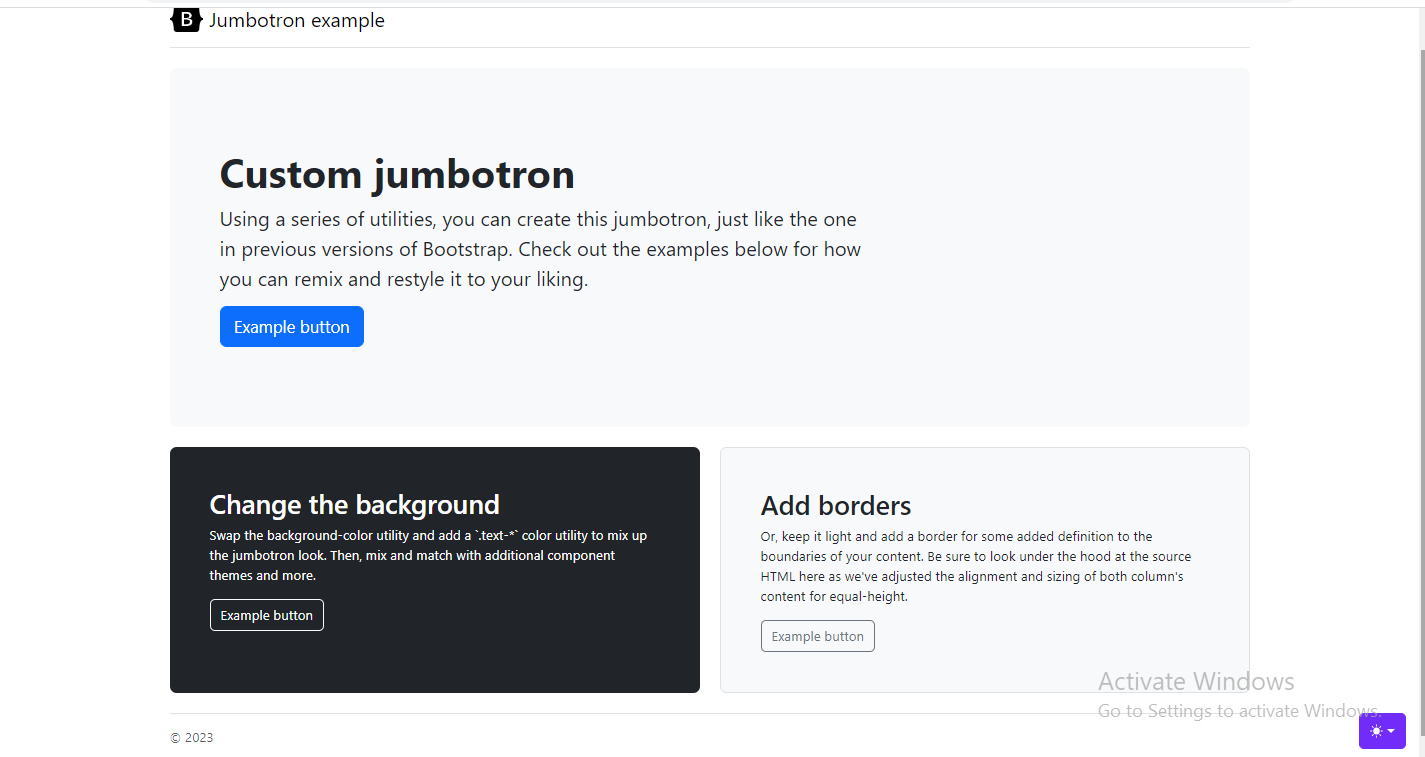 B Jumbotron example
Custom jumbotron
Using a series of utilities, you can create this jumbotron, just like the one
in previous versions of Bootstrap. Check out the examples below for how
you can remix and restyle it to your liking.
Example button
Change the background
Swap the background-color utility and add a `.text-*` color utility to mix up
the jumbotron look. Then, mix and match with additional component
themes and more.
Example button
Add borders
Or, keep it light and add a border for some added definition to the
boundaries of your content. Be sure to look under the hood at the source
HTML here as we've adjusted the alignment and sizing of both column's
content for equal-height.
Example button
Activate Windows
Go to Settings to activate Windows.
© 2023